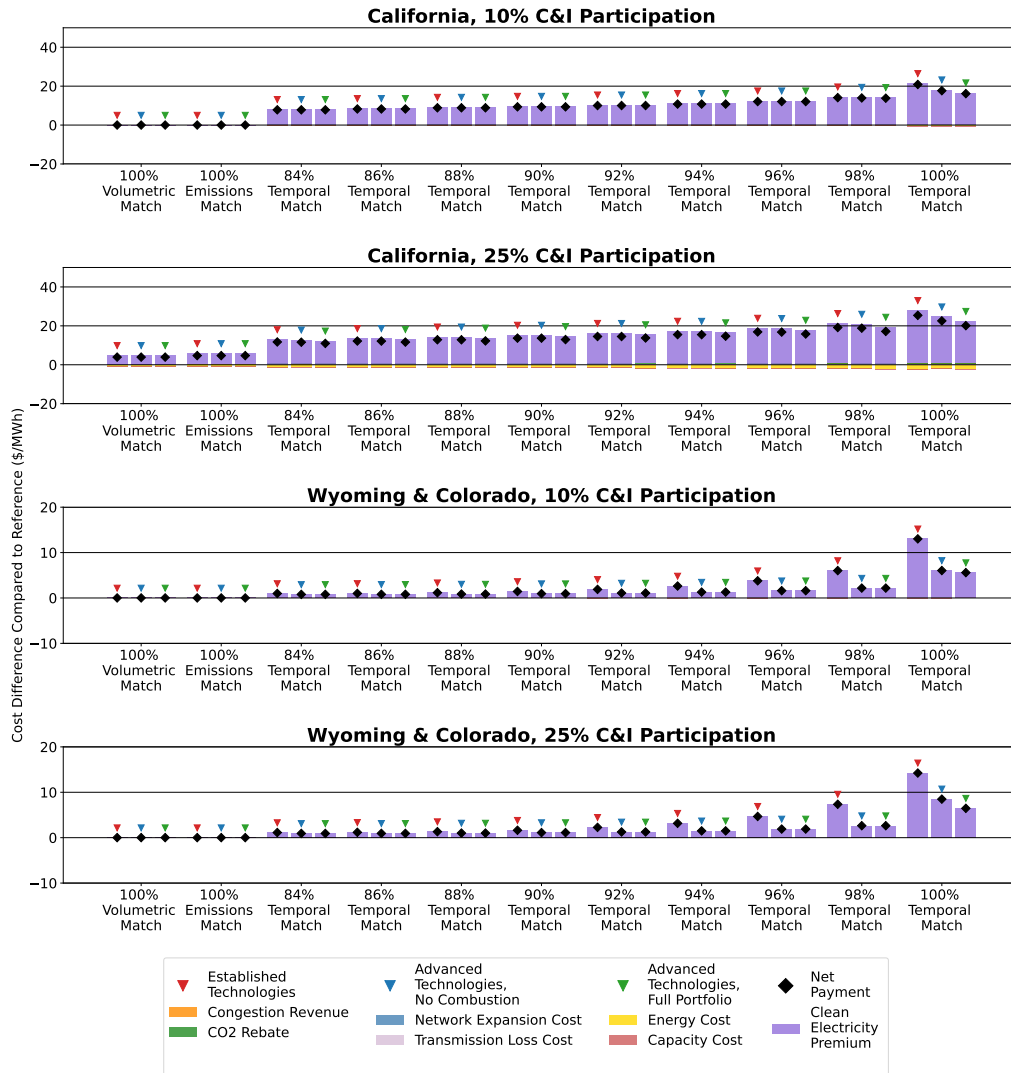 California, 10% C&I Participation
40
20
0
−20
100% Volumetric Match
100% Emissions Match
84% Temporal Match
86% Temporal Match
88% Temporal Match
90% Temporal Match
92% Temporal Match
94% Temporal Match
96% Temporal Match
98% Temporal Match
100% Temporal Match
California, 25% C&I Participation
40
20
0
−20
100% Volumetric Match
100% Emissions Match
84% Temporal Match
86% Temporal Match
88% Temporal Match
90% Temporal Match
92% Temporal Match
94% Temporal Match
96% Temporal Match
98% Temporal Match
100% Temporal Match
Cost Difference Compared to Reference ($/MWh)
Wyoming & Colorado, 10% C&I Participation
20
10
0
−10
100% Volumetric Match
100% Emissions Match
84% Temporal Match
86% Temporal Match
88% Temporal Match
90% Temporal Match
92% Temporal Match
94% Temporal Match
96% Temporal Match
98% Temporal Match
100% Temporal Match
Wyoming & Colorado, 25% C&I Participation
20
10
0
−10
100% Volumetric Match
100% Emissions Match
84% Temporal Match
86% Temporal Match
88% Temporal Match
90% Temporal Match
92% Temporal Match
94% Temporal Match
96% Temporal Match
98% Temporal Match
100% Temporal Match
Established
Technologies
Congestion Revenue
CO2 Rebate
Advanced
Technologies,
No Combustion
Network Expansion Cost
Transmission Loss Cost
Advanced
Technologies,
Full Portfolio
Energy Cost
Capacity Cost
Net
Payment
Clean
Electricity
Premium